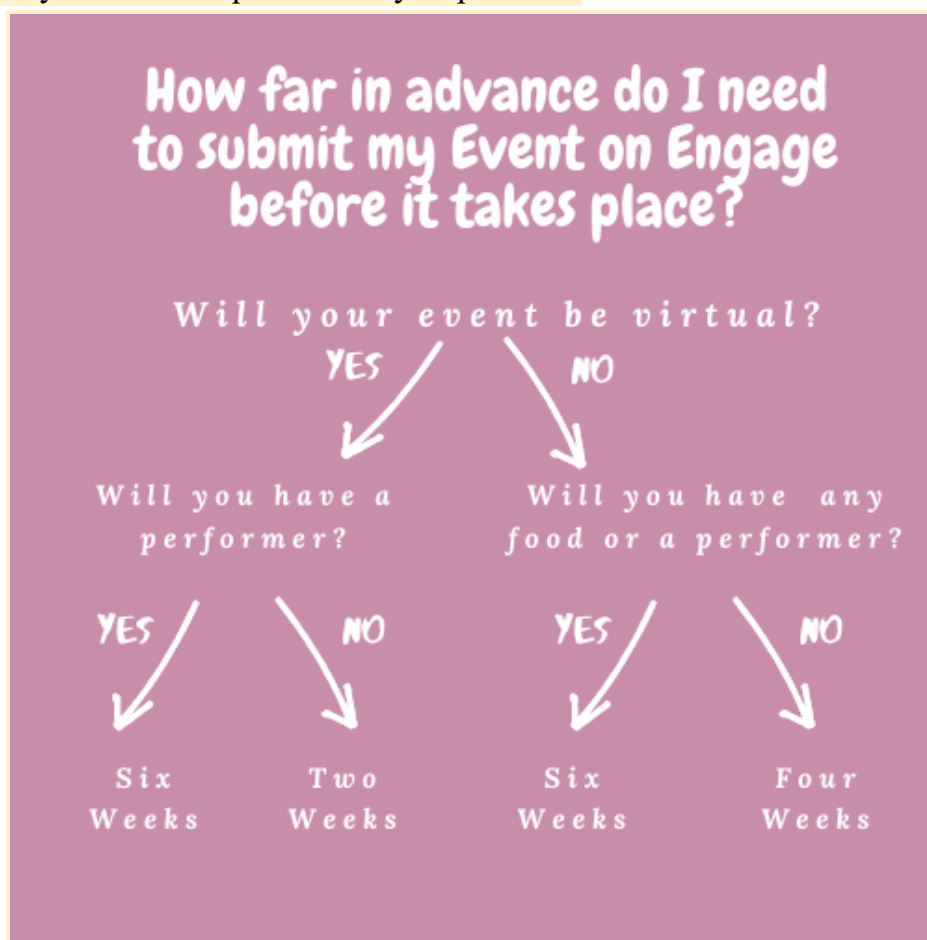 How far in advance do I need
to submit my Event on Engage
before it takes place?
Will your event be virtual?
YES
NO
Will you have a
performer?
Will you have any
food or a performer?
YES
NO
YES
NO
Six
Weeks
Two
Weeks
Six
Weeks
Four
Weeks